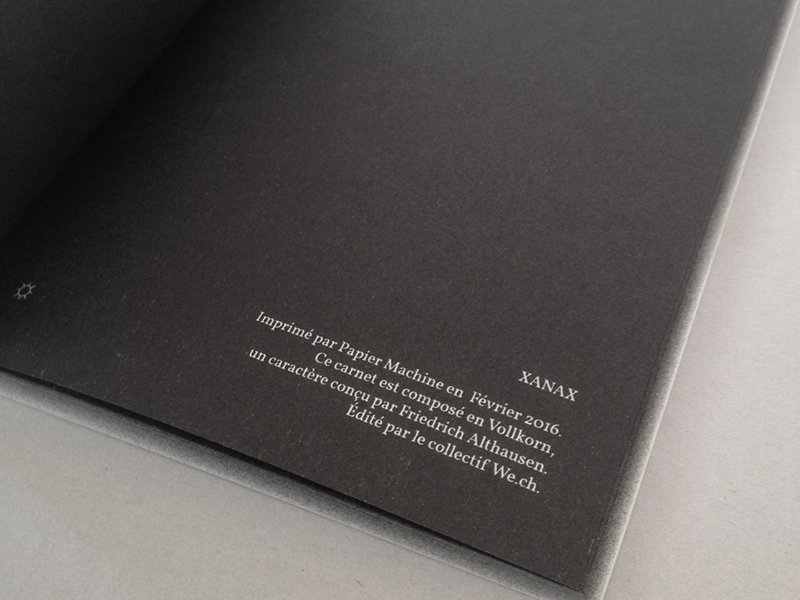 XANAX
Imprimé par Papier Machine en Février 2016.
Ce carnet est composé en Vollkorn,
un caractère conçu par Friedrich Althausen.
Édité par le collectif We.ch.